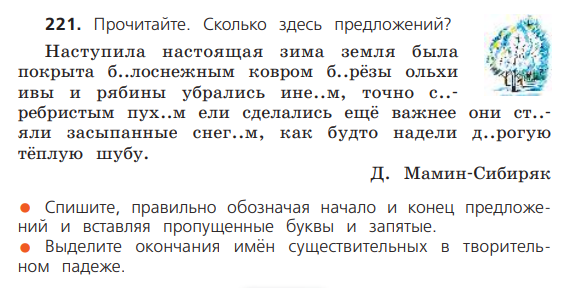 221. Прочитайте. Сколько здесь предложений?
Наступила настоящая зима земля была
покрыта б..лоснежным ковром б..рёзы ольхи
ивы и рябины убрались ине..м, точно с..-
ребристым пух..м ели сделались ещё важнее они ст..-
яли засыпанные снег..м, как будто надели д..рогую
тёплую шубу.
Д. Мамин-Сибиряк
• Спишите, правильно обозначая начало и конец предложе-
ний и вставляя пропущенные буквы и запятые.
• Выделите окончания имён существительных в творитель-
ном падеже.